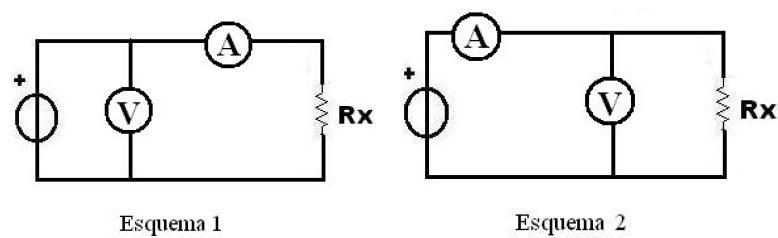 + V A Rx
+ A V Rx
Esquema 1
Esquema 2